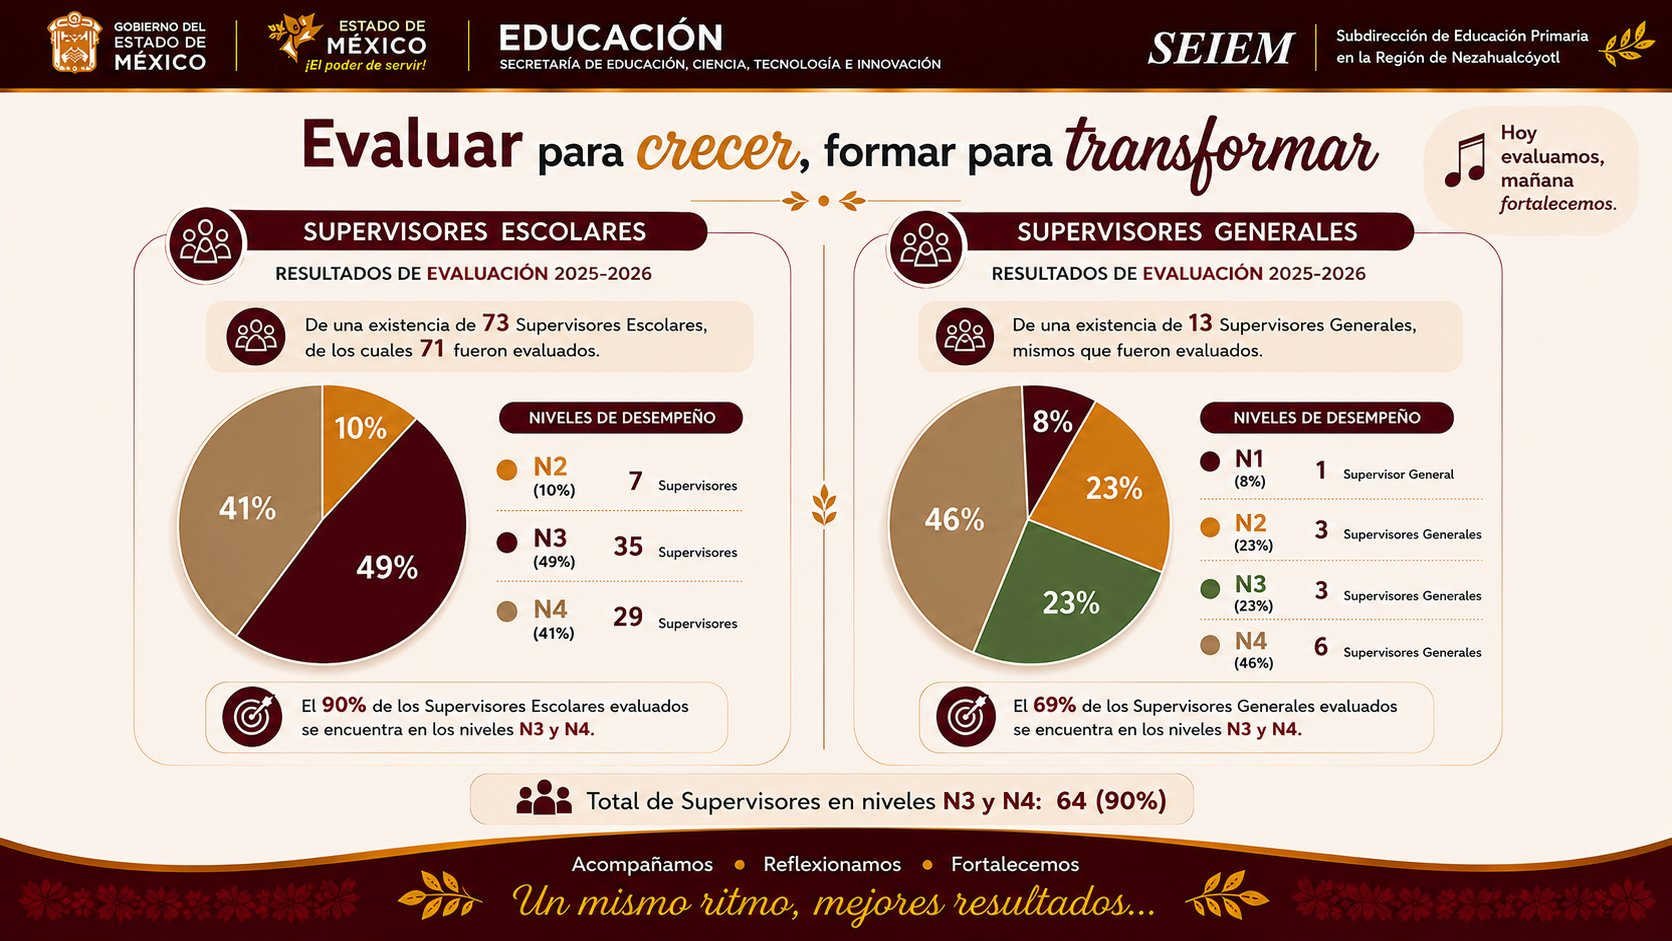 GOBIERNO DEL
ESTADO DE
MÉXICO
ESTADO DE
MÉXICO
¡El poder de servir!
EDUCACIÓN
SECRETARÍA DE EDUCACIÓN, CIENCIA, TECNOLOGÍA E INNOVACIÓN
SEIEM
Subdirección de Educación Primaria
en la Región de Nezahualcóyotl
Evaluar para crecer, formar para transformar
Hoy
evaluamos,
mañana
fortalecemos.
SUPERVISORES ESCOLARES
RESULTADOS DE EVALUACIÓN 2025-2026
De una existencia de 73 Supervisores Escolares,
de los cuales 71 fueron evaluados.
10%
41%
49%
NIVELES DE DESEMPEÑO
N2
(10%)
7 Supervisores
N3
(49%)
35 Supervisores
N4
(41%)
29 Supervisores
El 90% de los Supervisores Escolares evaluados
se encuentra en los niveles N3 y N4.
SUPERVISORES GENERALES
RESULTADOS DE EVALUACIÓN 2025-2026
De una existencia de 13 Supervisores Generales,
mismos que fueron evaluados.
8%
23%
46%
23%
NIVELES DE DESEMPEÑO
N1
(8%)
1 Supervisor General
N2
(23%)
3 Supervisores Generales
N3
(23%)
3 Supervisores Generales
N4
(46%)
6 Supervisores Generales
El 69% de los Supervisores Generales evaluados
se encuentra en los niveles N3 y N4.
Total de Supervisores en niveles N3 y N4: 64 (90%)
Acompañamos • Reflexionamos • Fortalecemos
Un mismo ritmo, mejores resultados...